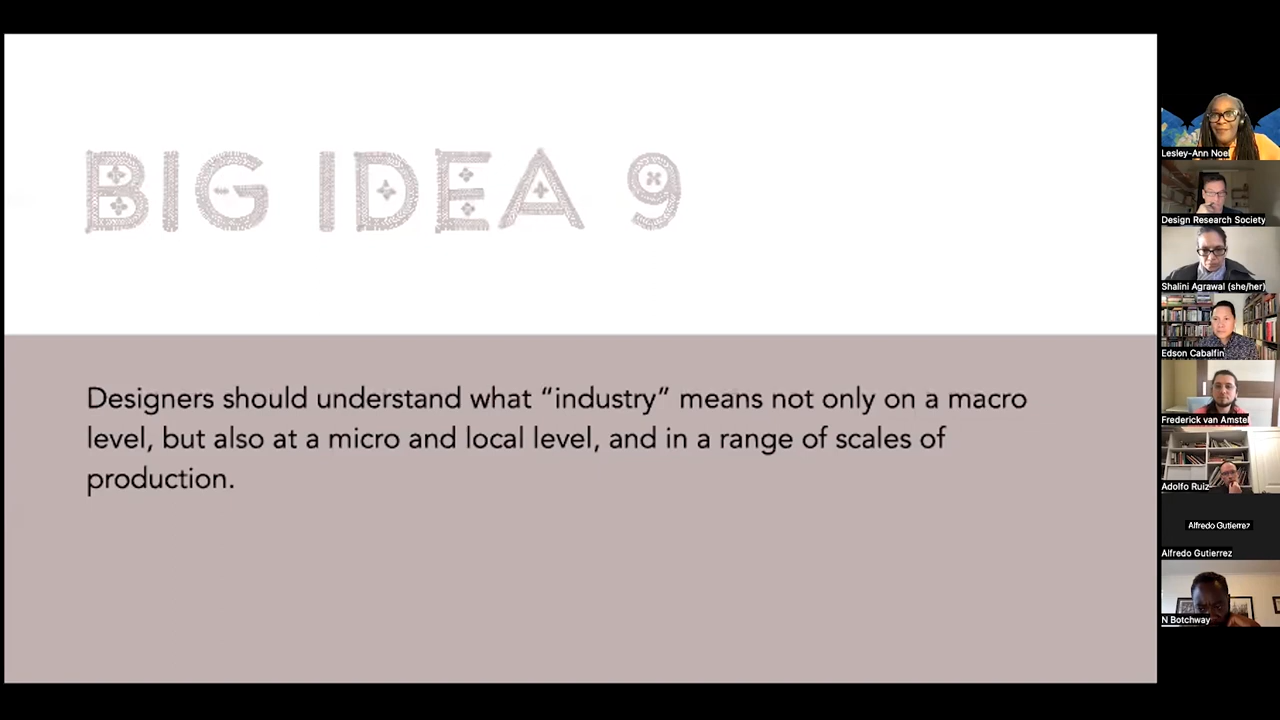 BIG IDEA 9
Designers should understand what “industry” means not only on a macro
level, but also at a micro and local level, and in a range of scales of
production.
Lesley-Ann Noel
Design Research Society
Shalini Agrawal (she/her)
Edson Cabalfin
Frederick van Amstel
Adolfo Ruiz
Alfredo Gutierrez
Alfredo Gutierrez
N Botchway